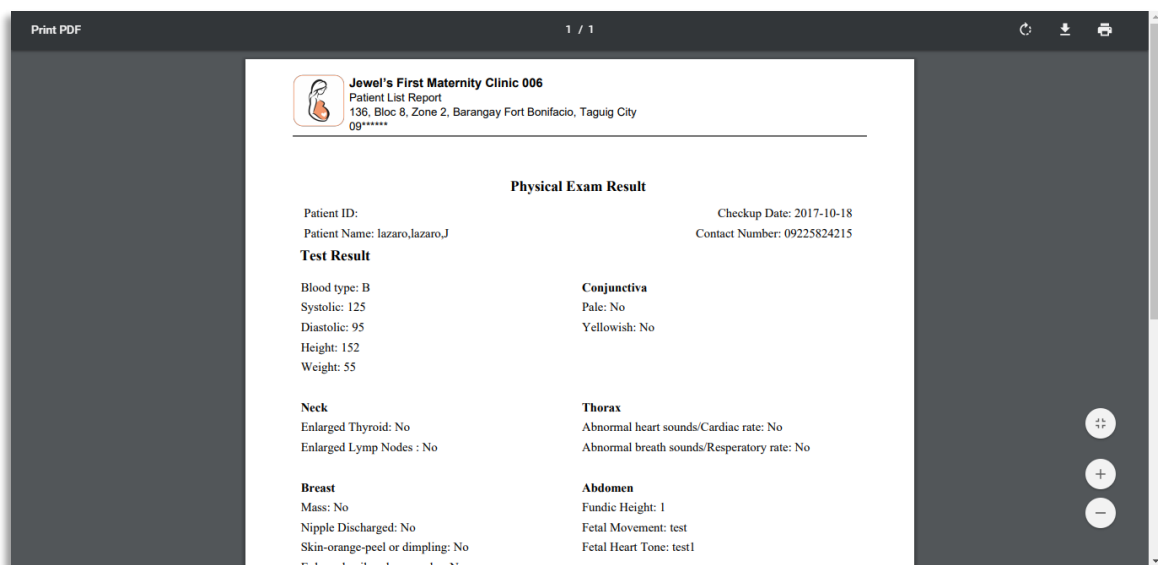 Print PDF
1 / 1
Jewel's First Maternity Clinic 006
Patient List Report
136, Bloc 8, Zone 2, Barangay Fort Bonifacio, Taguig City
09******
Physical Exam Result
Patient ID:
Checkup Date: 2017-10-18
Patient Name: lazaro,lazaro,J
Contact Number: 09225824215
Test Result
Blood type: B
Systolic: 125
Diastolic: 95
Height: 152
Weight: 55
Conjunctiva
Pale: No
Yellowish: No
Neck
Enlarged Thyroid: No
Enlarged Lymp Nodes : No
Thorax
Abnormal heart sounds/Cardiac rate: No
Abnormal breath sounds/Resperatory rate: No
Breast
Mass: No
Nipple Discharged: No
Skin-orange-peel or dimpling: No
Abdomen
Fundic Height: 1
Fetal Movement: test
Fetal Heart Tone: test1